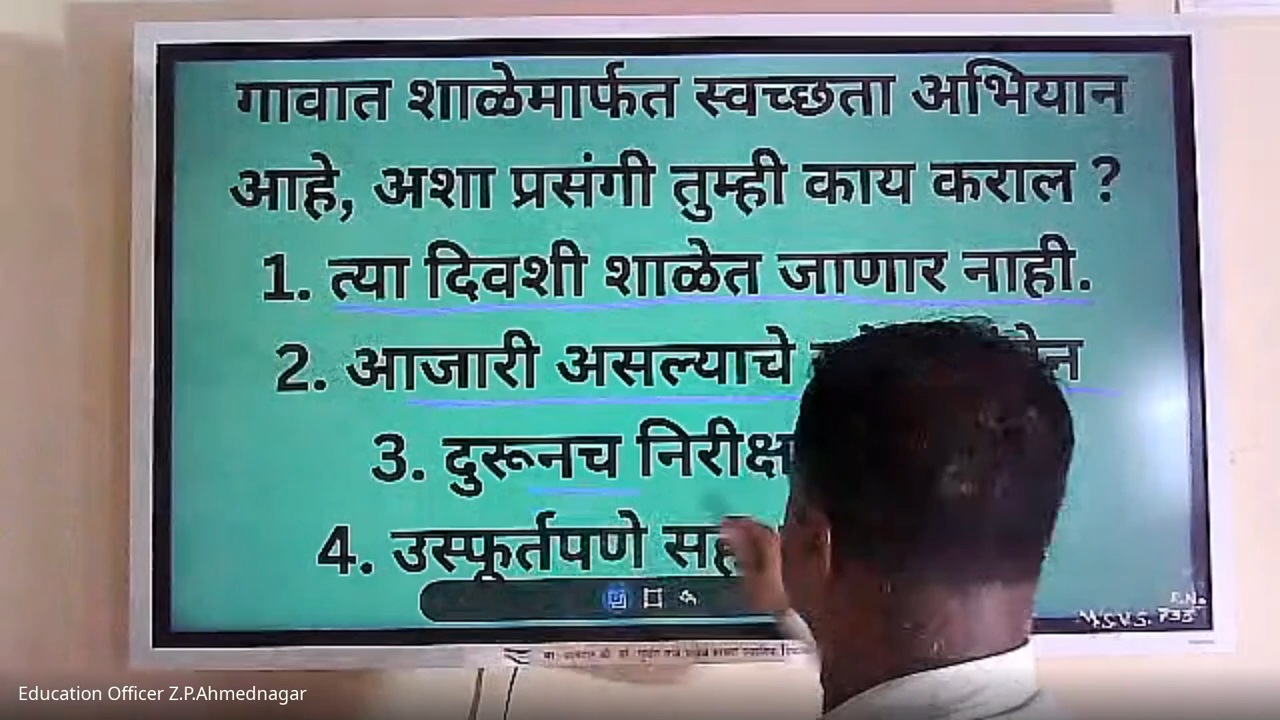 गावात शाळेमार्फत स्वच्छता अभियान
आहे, अशा प्रसंगी तुम्ही काय कराल ?
1. त्या दिवशी शाळेत जाणार नाही.
2. आजारी असल्याचे
3. दुरूनच
4. उस्फूर्तपणे
R.N.
M.S.V.S. 735
Education Officer Z.P.Ahmednagar